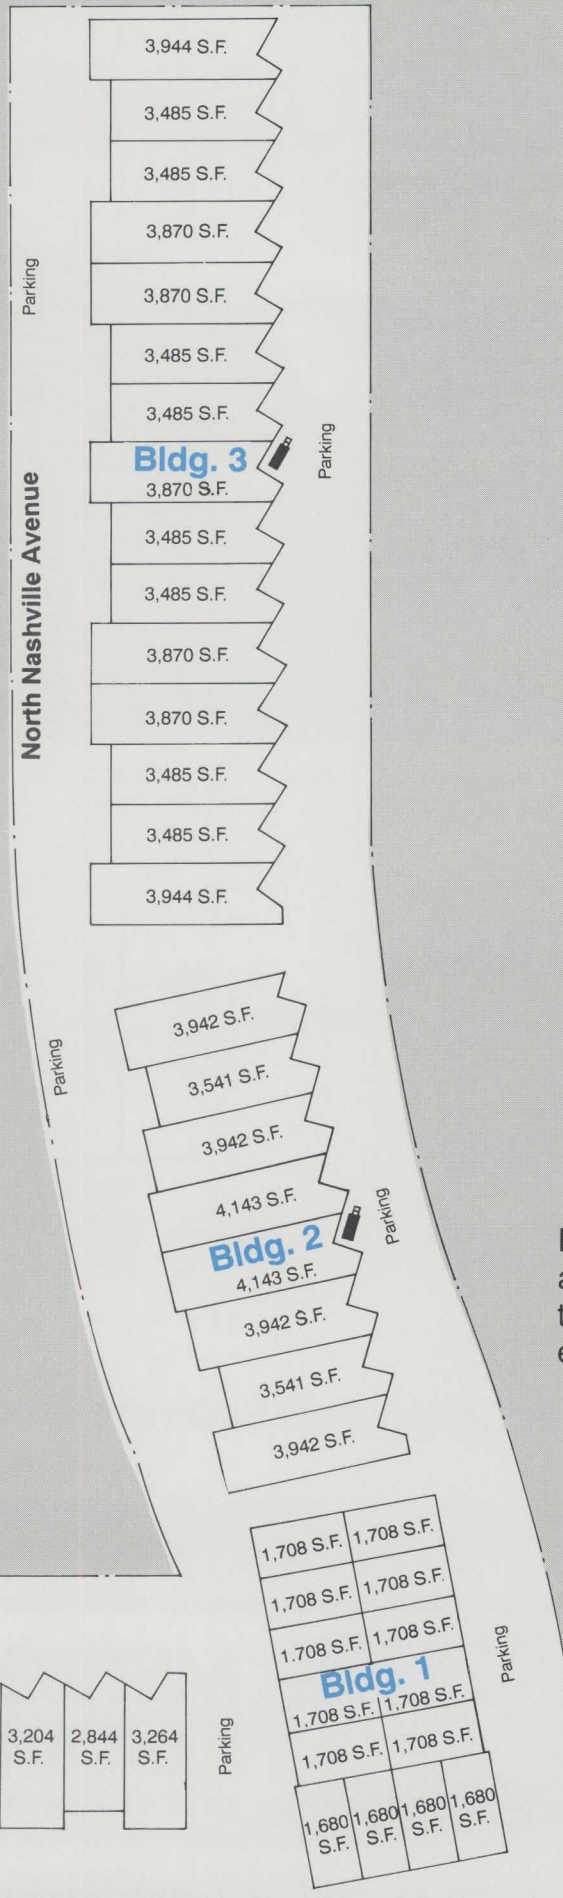 3,944 S.F.
3,485 S.F.
3,485 S.F.
3,870 S.F.
Parking
3,870 S.F.
3,485 S.F.
3,485 S.F.
Parking
Bldg. 3
3,870 S.F.
3,485 S.F.
3,485 S.F.
North Nashville Avenue
3,870 S.F.
3,870 S.F.
3,485 S.F.
3,485 S.F.
3,944 S.F.
3,942 S.F.
Parking
3,541 S.F.
3,942 S.F.
4,143 S.F.
Parking
Bldg. 2
4,143 S.F.
3,942 S.F.
3,541 S.F.
3,942 S.F.
1,708 S.F. 1,708 S.F.
1,708 S.F. 1,708 S.F.
1.708 S.F. 1,708 S.F.
Bldg. 1
Parking
1,708 S.F. 1,708 S.F.
1,708 S.F. 1,708 S.F.
1,680 1,680 1,680 1,680
S.F. S.F. S.F. S.F.
Parking
3,204 2,844 3,264
S.F. S.F. S.F.